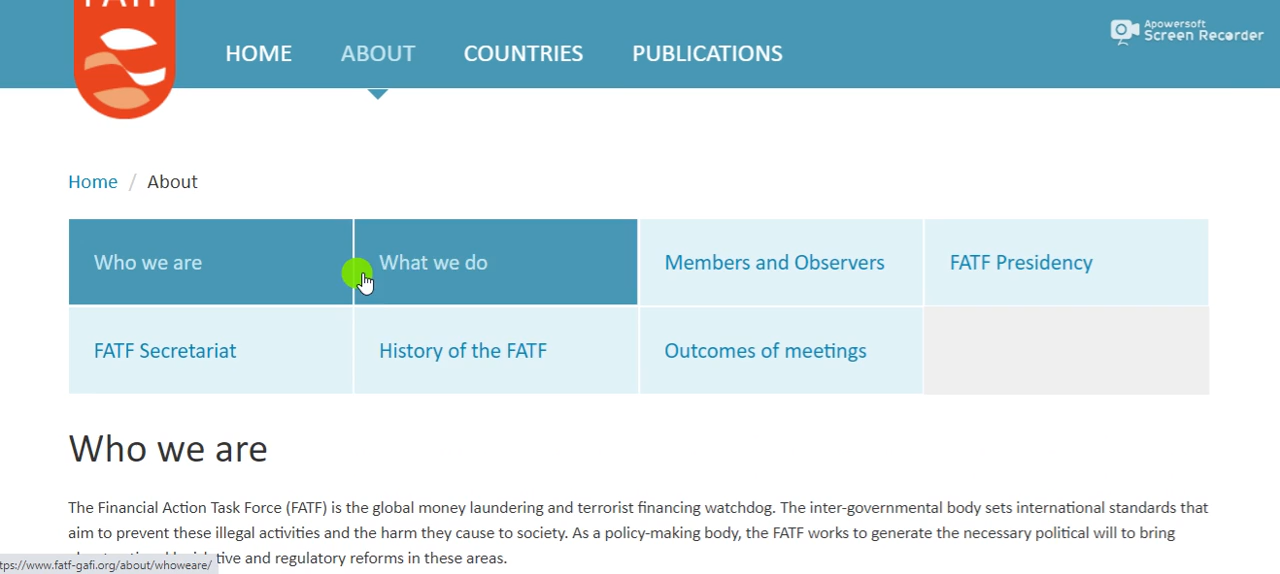 FATF
Apowersoft
Screen Recorder
HOME ABOUT COUNTRIES PUBLICATIONS
Home / About
Who we are What we do Members and Observers FATF Presidency
FATF Secretariat History of the FATF Outcomes of meetings
Who we are
The Financial Action Task Force (FATF) is the global money laundering and terrorist financing watchdog. The inter-governmental body sets international standards that
aim to prevent these illegal activities and the harm they cause to society. As a policy-making body, the FATF works to generate the necessary political will to bring
and regulatory reforms in these areas.
tps://www.fatf-gafi.org/about/whoweare/